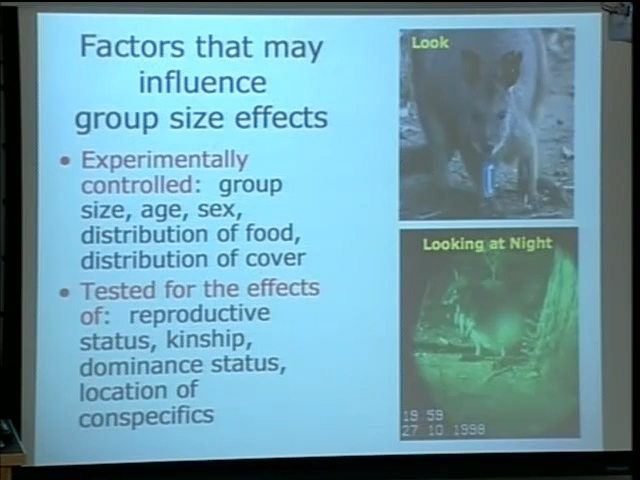 Factors that may
influence
group size effects
• Experimentally
controlled: group
size, age, sex,
distribution of food,
distribution of cover
• Tested for the effects
of: reproductive
status, kinship,
dominance status,
location of
conspecifics
Look
Looking at Night
19 59
27 10 1998